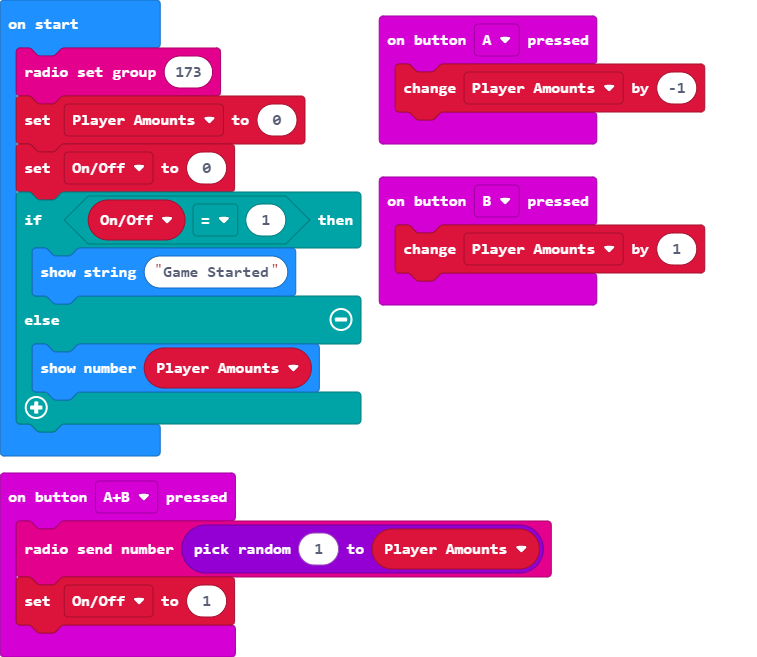 on start
radio set group 173
set Player Amounts to 0
set On/Off to 0
if On/Off = 1 then
show string "Game Started"
else
show number Player Amounts
on button A pressed
change Player Amounts by -1
on button B pressed
change Player Amounts by 1
on button A+B pressed
radio send number pick random 1 to Player Amounts
set On/Off to 1